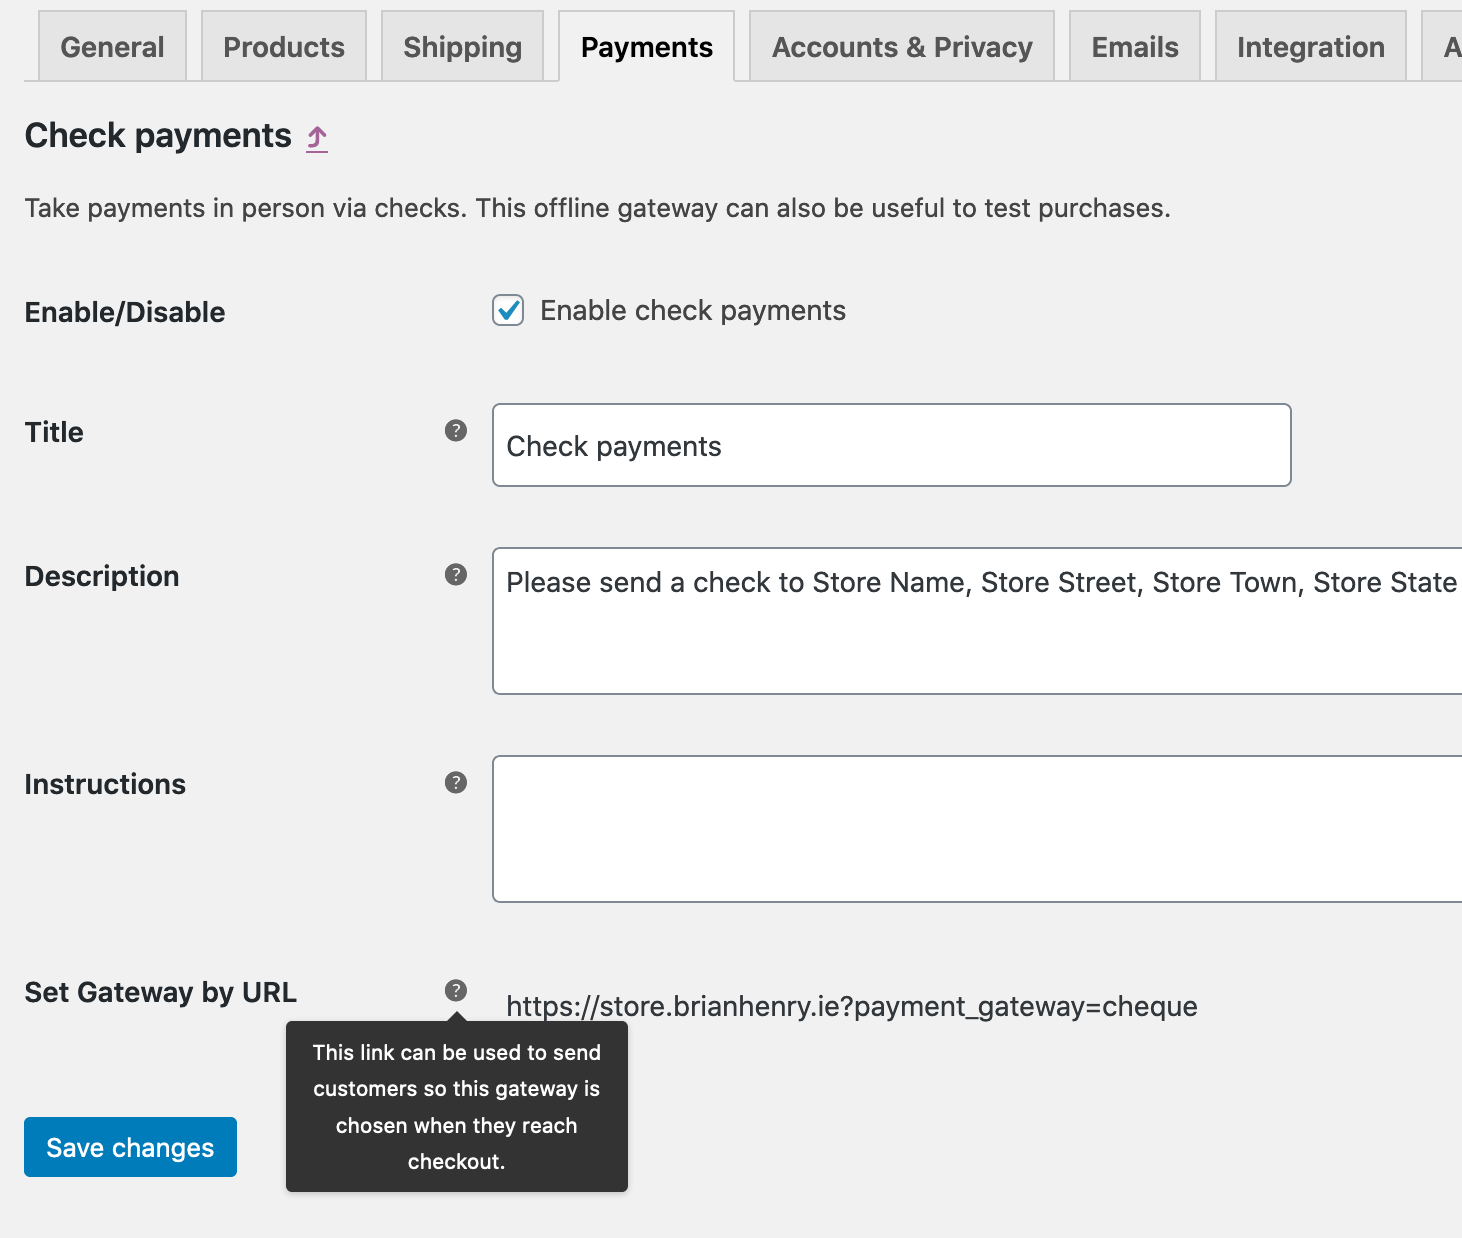 General Products Shipping Payments Accounts & Privacy Emails Integration A
Check payments
Take payments in person via checks. This offline gateway can also be useful to test purchases.
Enable/Disable Enable check payments
Title ? Check payments
Description ? Please send a check to Store Name, Store Street, Store Town, Store State
Instructions ?
Set Gateway by URL ? https://store.brianhenry.ie?payment_gateway=cheque
This link can be used to send
customers so this gateway is
chosen when they reach
checkout.
Save changes